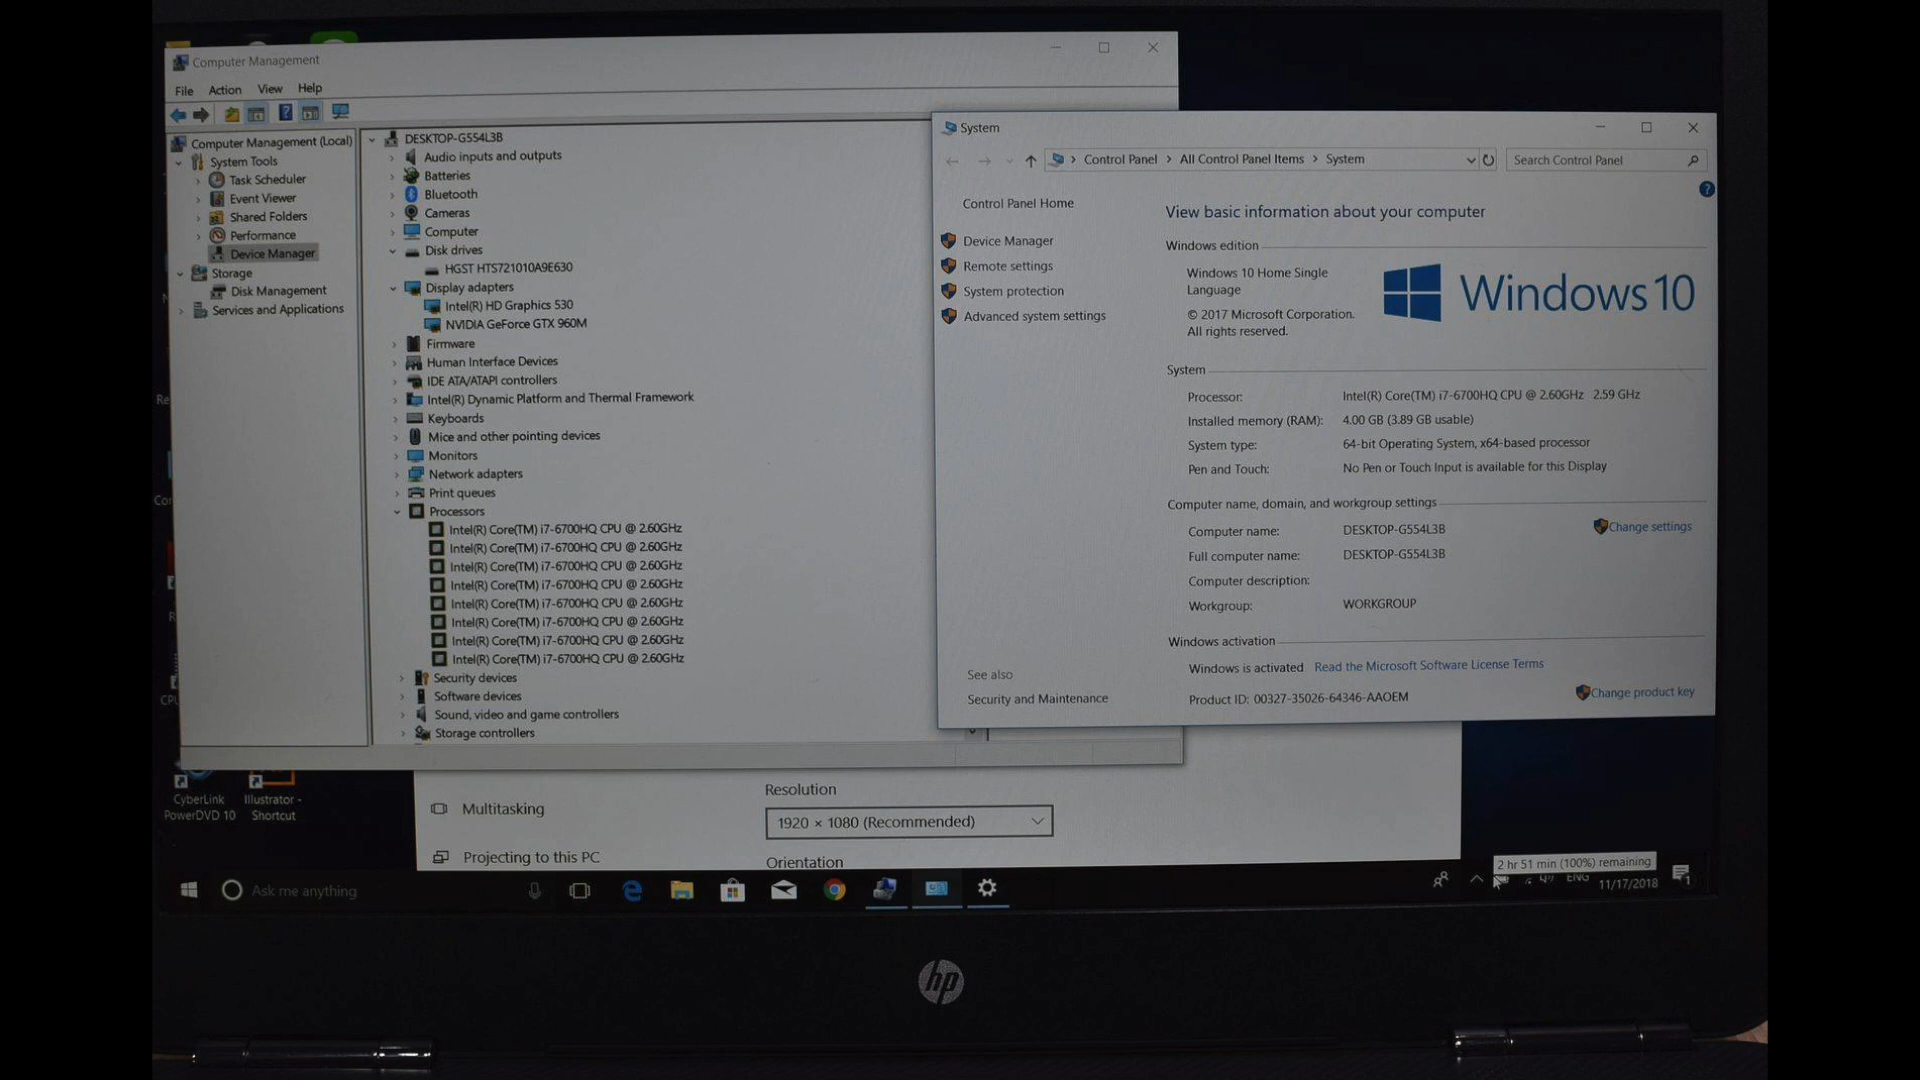 Computer Management
File Action View Help
Computer Management (Local)
System Tools
Task Scheduler
Event Viewer
Shared Folders
Performance
Device Manager
Storage
Disk Management
Services and Applications
DESKTOP-G554L3B
Audio inputs and outputs
Batteries
Bluetooth
Cameras
Computer
Disk drives
HGST HTS721010A9E630
Display adapters
Intel(R) HD Graphics 530
NVIDIA GeForce GTX 960M
Firmware
Human Interface Devices
IDE ATA/ATAPI controllers
Intel(R) Dynamic Platform and Thermal Framework
Keyboards
Mice and other pointing devices
Monitors
Network adapters
Print queues
Processors
Intel(R) Core(TM) i7-6700HQ CPU @ 2.60GHz
Intel(R) Core(TM) i7-6700HQ CPU @ 2.60GHz
Intel(R) Core(TM) i7-6700HQ CPU @ 2.60GHz
Intel(R) Core(TM) i7-6700HQ CPU @ 2.60GHz
Intel(R) Core(TM) i7-6700HQ CPU @ 2.60GHz
Intel(R) Core(TM) i7-6700HQ CPU @ 2.60GHz
Intel(R) Core(TM) i7-6700HQ CPU @ 2.60GHz
Intel(R) Core(TM) i7-6700HQ CPU @ 2.60GHz
Security devices
Software devices
Sound, video and game controllers
Storage controllers
System
Control Panel > All Control Panel Items > System
Search Control Panel
Control Panel Home
Device Manager
Remote settings
System protection
Advanced system settings
See also
Security and Maintenance
View basic information about your computer
Windows edition
Windows 10 Home Single
Language
© 2017 Microsoft Corporation.
All rights reserved.
Windows 10
System
Processor: Intel(R) Core(TM) i7-6700HQ CPU @ 2.60GHz 2.59 GHz
Installed memory (RAM): 4.00 GB (3.89 GB usable)
System type: 64-bit Operating System, x64-based processor
Pen and Touch: No Pen or Touch Input is available for this Display
Computer name, domain, and workgroup settings
Computer name: DESKTOP-G554L3B
Change settings
Full computer name: DESKTOP-G554L3B
Computer description:
Workgroup: WORKGROUP
Windows activation
Windows is activated Read the Microsoft Software License Terms
Product ID: 00327-35026-64346-AAOEM
Change product key
CyberLink
PowerDVD 10
Illustrator -
Shortcut
Multitasking
Projecting to this PC
Resolution
1920 × 1080 (Recommended)
Orientation
Ask me anything
2 hr 51 min (100%) remaining
ENG
11/17/2018
1
hp